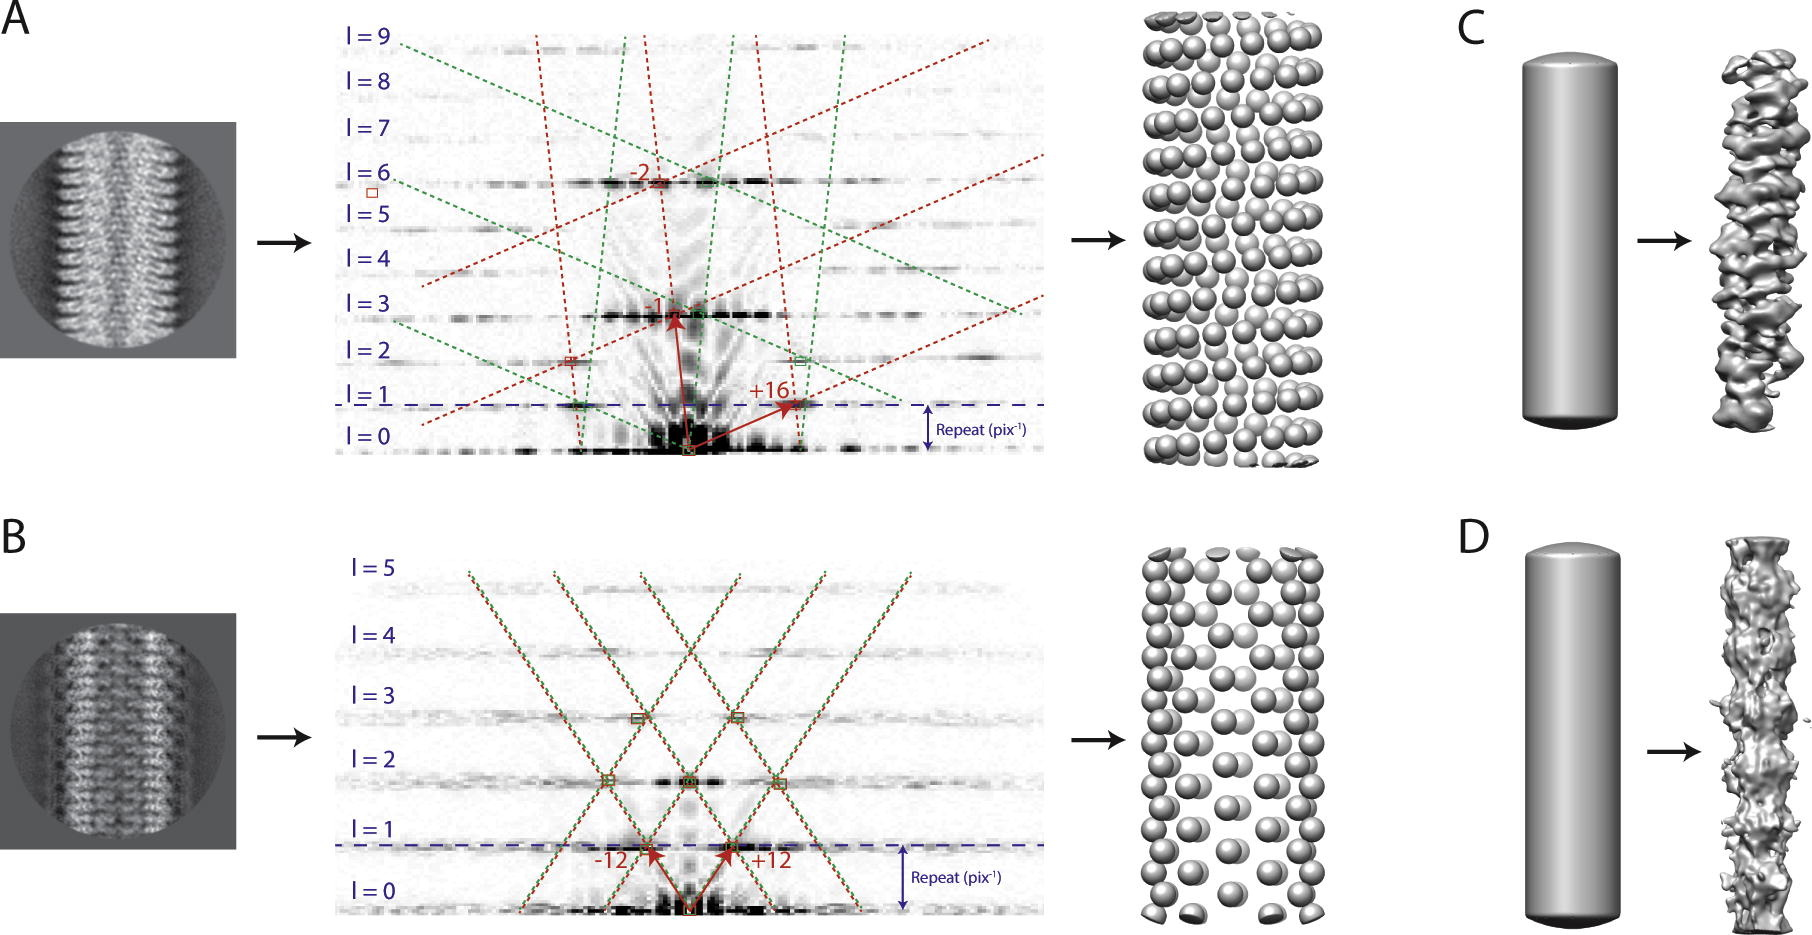 A
l = 9
l = 8
l = 7
l = 6
-2
l = 5
l = 4
l = 3
-1
l = 2
l = 1
+16
l = 0
Repeat (pix-1)
C
B
l = 5
l = 4
l = 3
l = 2
l = 1
-12
+12
l = 0
Repeat (pix-1)
D